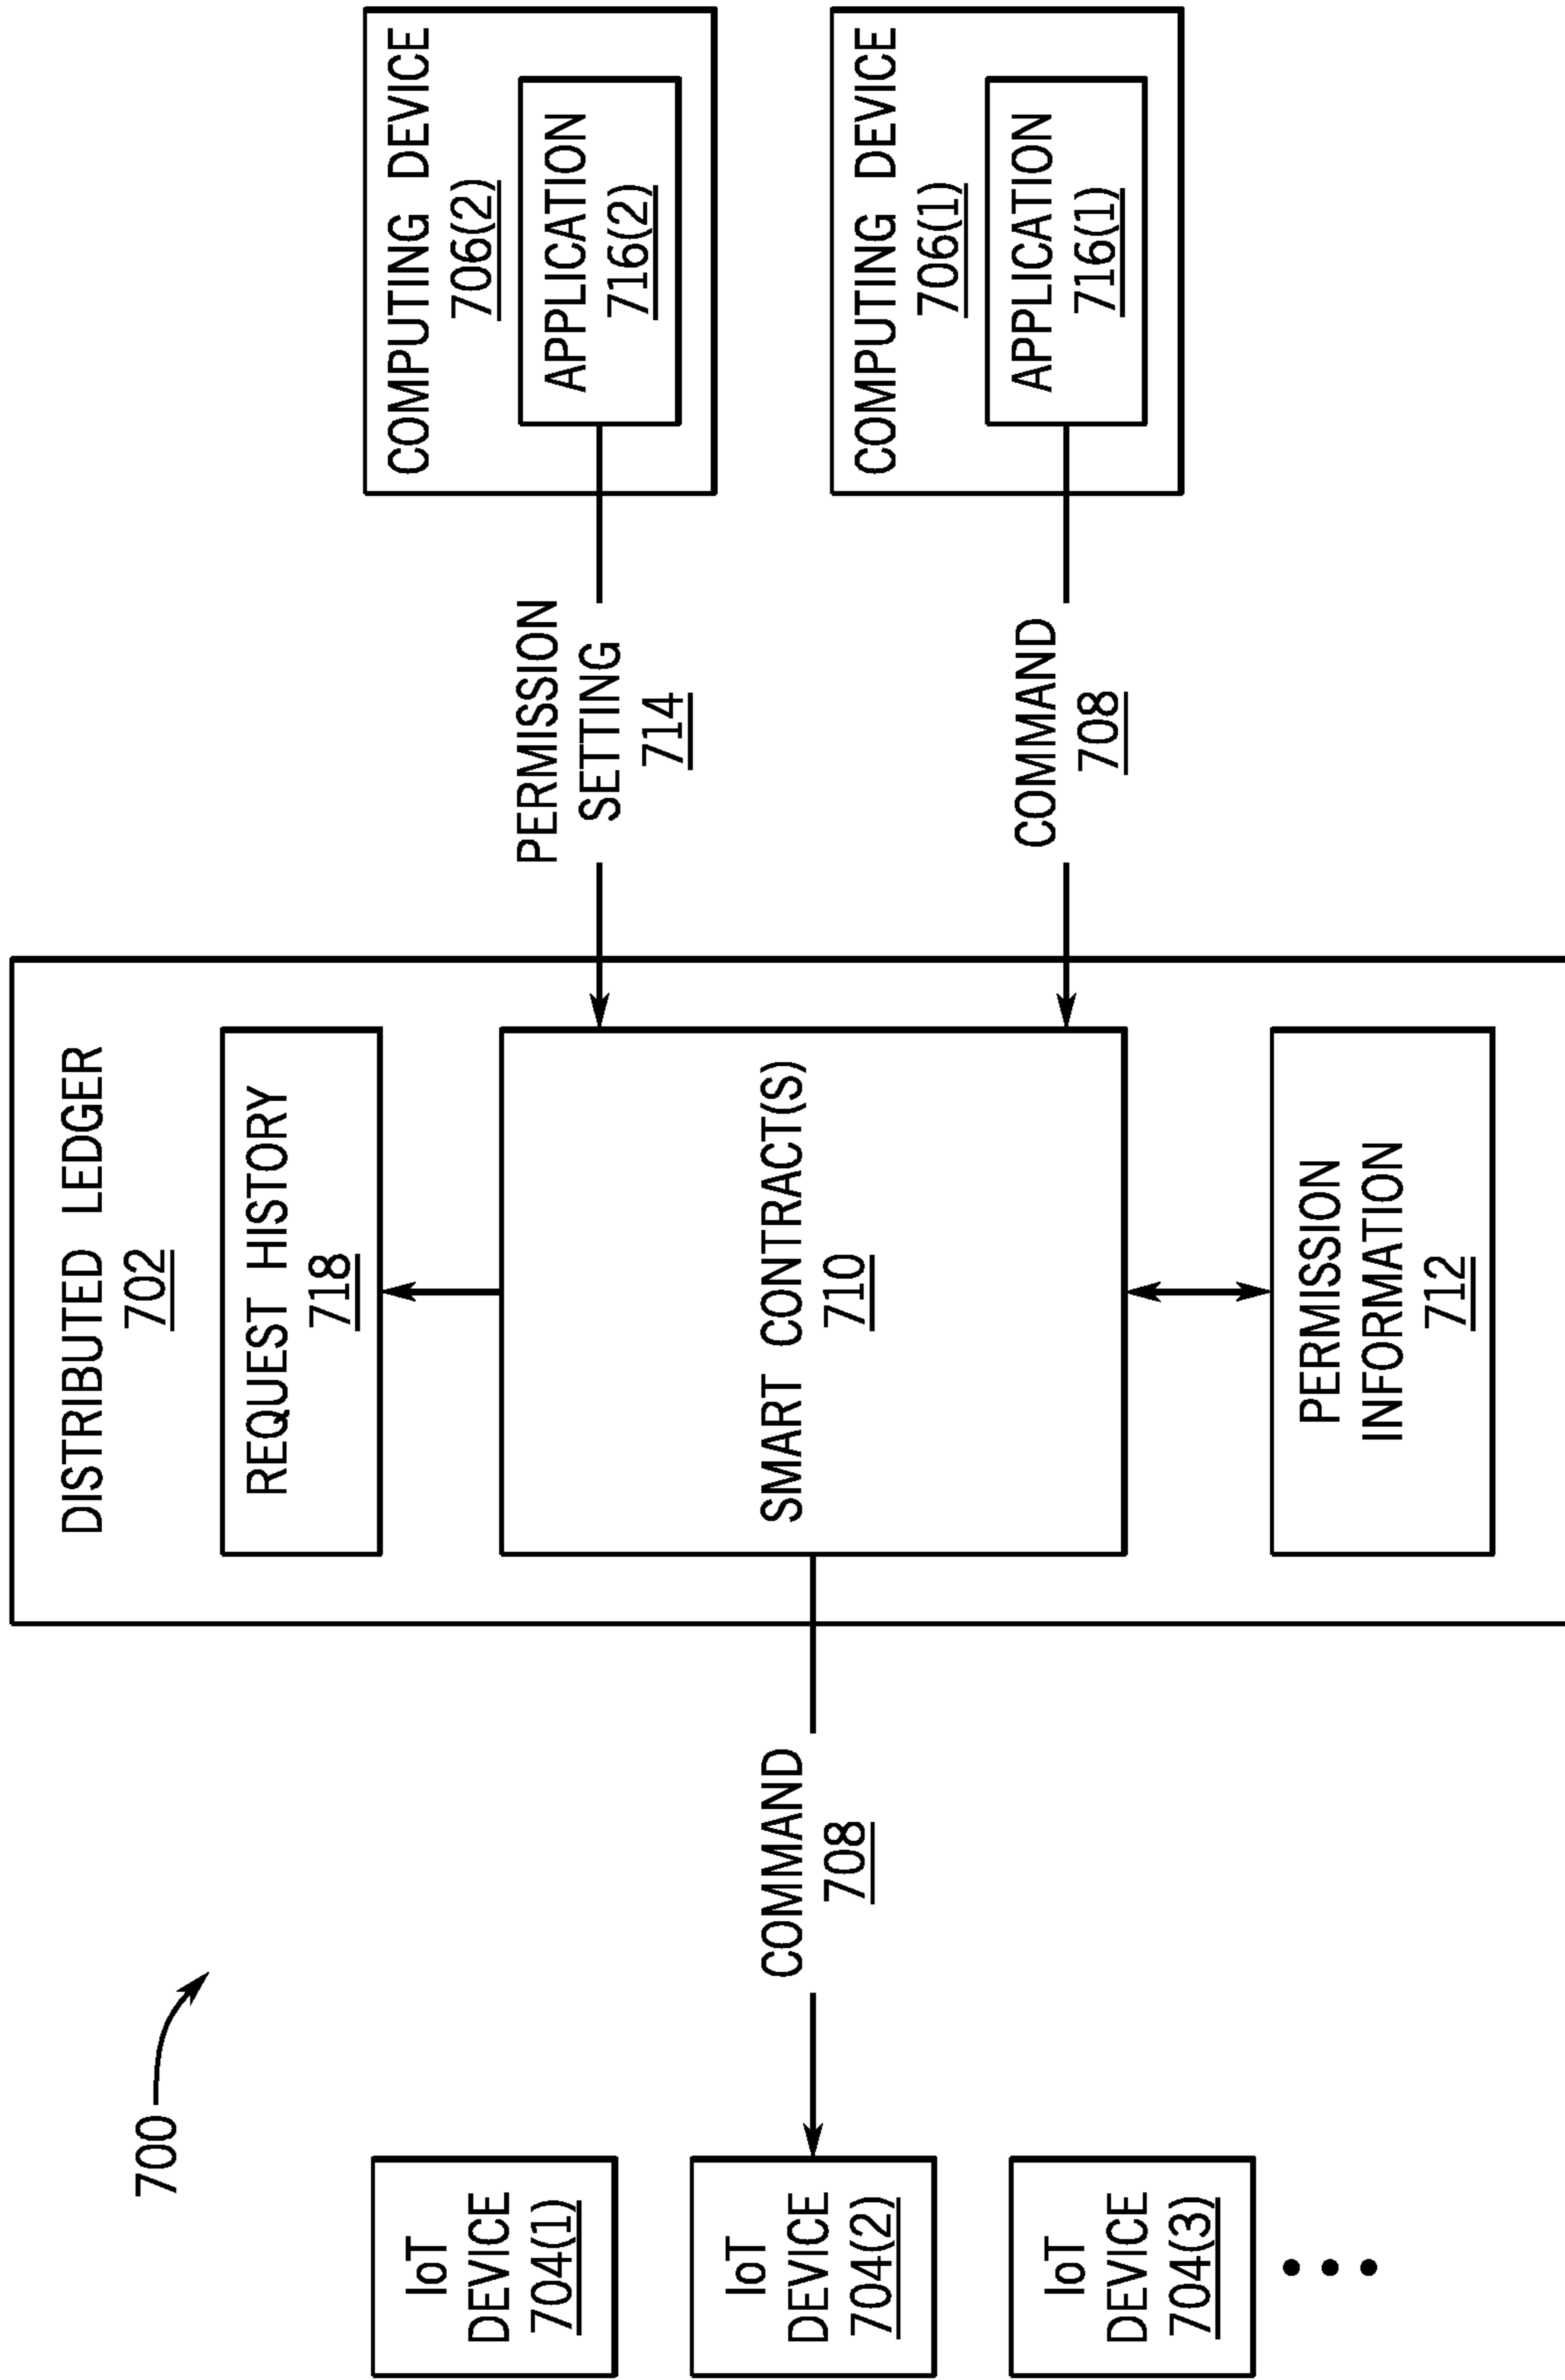 700
IoT
DEVICE
704(1)
IoT
DEVICE
704(2)
IoT
DEVICE
704(3)
COMMAND
708
DISTRIBUTED LEDGER
702
REQUEST HISTORY
718
SMART CONTRACT(S)
710
PERMISSION
INFORMATION
712
PERMISSION
SETTING
714
COMMAND
708
COMPUTING DEVICE
706(2)
APPLICATION
716(2)
COMPUTING DEVICE
706(1)
APPLICATION
716(1)